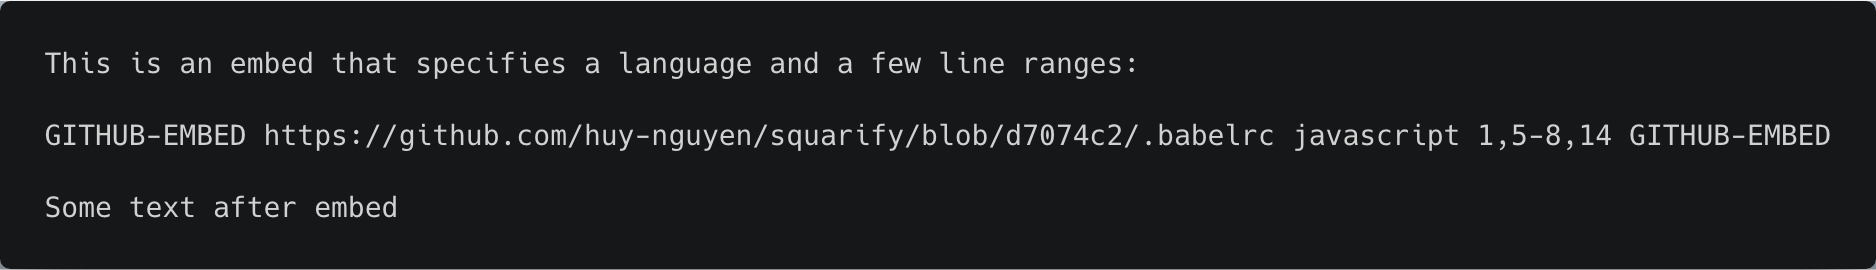 This is an embed that specifies a language and a few line ranges:
GITHUB-EMBED https://github.com/huy-nguyen/squarify/blob/d7074c2/.babelrc javascript 1,5-8,14 GITHUB-EMBED
Some text after embed